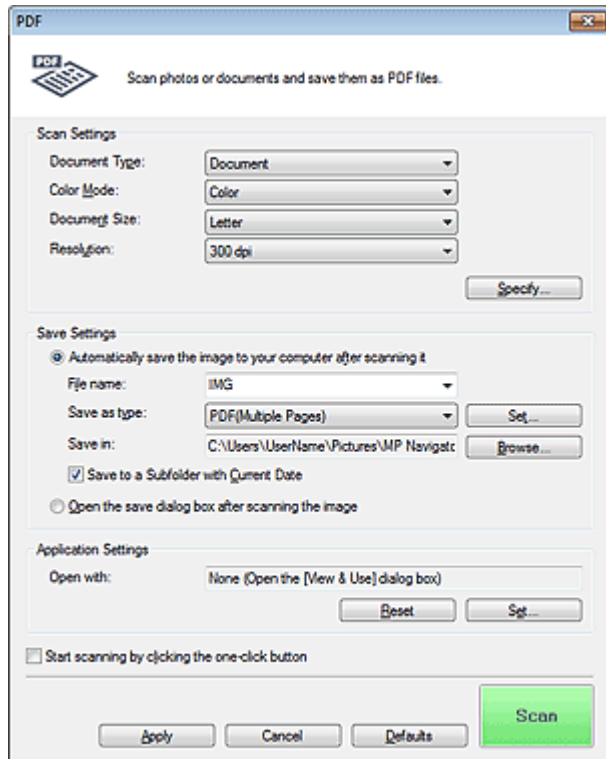 PDF
PDF
Scan photos or documents and save them as PDF files.
Scan Settings
Document Type: Document
Color Mode: Color
Document Size: Letter
Resolution: 300 dpi
Specify...
Save Settings
Automatically save the image to your computer after scanning it
File name: IMG
Save as type: PDF(Multiple Pages) Set...
Save in: C:\Users\UserName\Pictures\MP Navigatc Browse...
Save to a Subfolder with Current Date
Open the save dialog box after scanning the image
Application Settings
Open with: None (Open the [View & Use] dialog box)
Reset Set...
Start scanning by clicking the one-click button
Scan
Apply Cancel Defaults